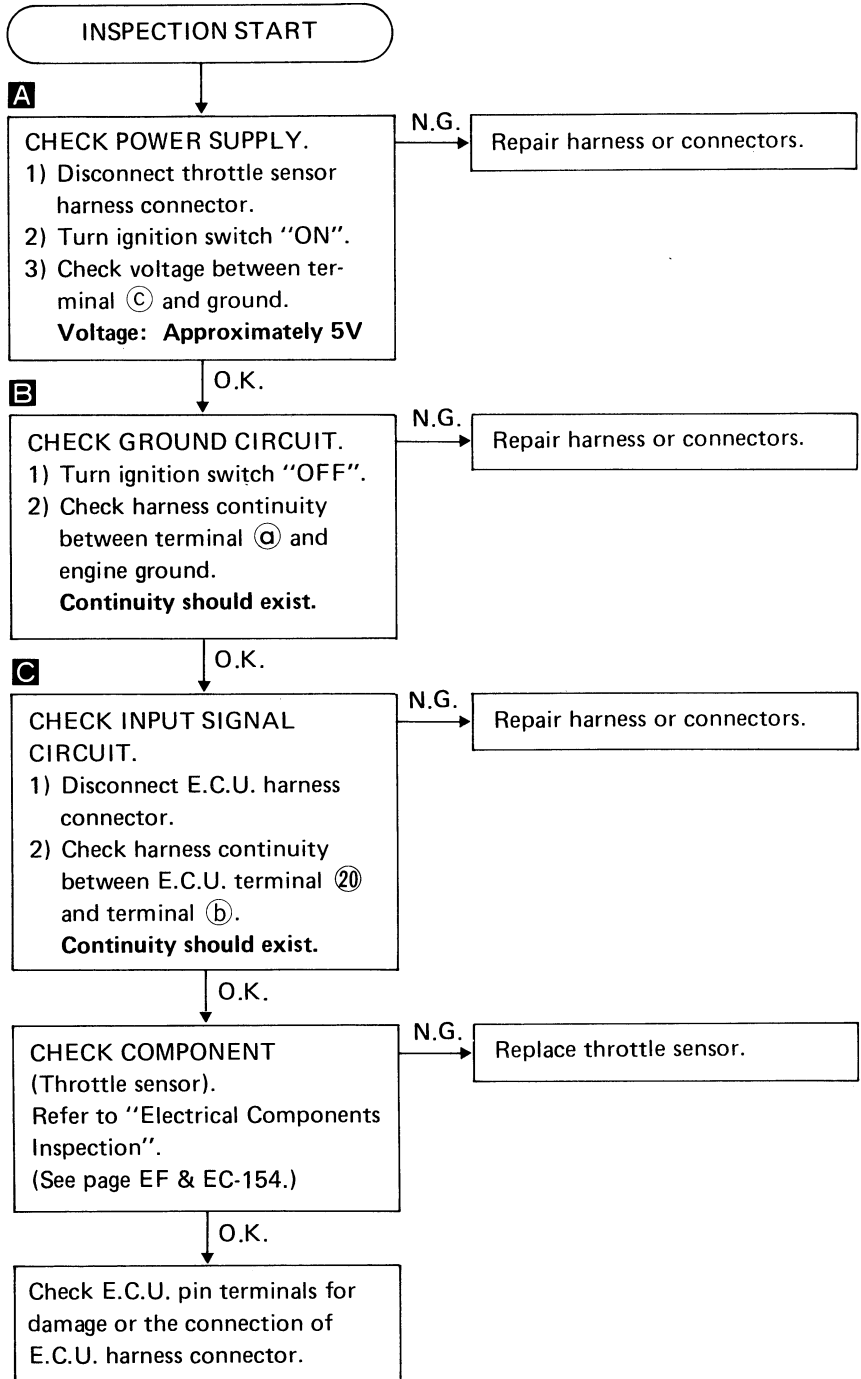 INSPECTION START
A
CHECK POWER SUPPLY.
1) Disconnect throttle sensor
harness connector.
2) Turn ignition switch "ON".
3) Check voltage between ter-
minal ⓒ and ground.
Voltage: Approximately 5V
N.G.
Repair harness or connectors.
O.K.
B
CHECK GROUND CIRCUIT.
1) Turn ignition switch "OFF".
2) Check harness continuity
between terminal ⓐ and
engine ground.
Continuity should exist.
N.G.
Repair harness or connectors.
O.K.
C
CHECK INPUT SIGNAL
CIRCUIT.
1) Disconnect E.C.U. harness
connector.
2) Check harness continuity
between E.C.U. terminal ⑳
and terminal ⓑ.
Continuity should exist.
N.G.
Repair harness or connectors.
O.K.
CHECK COMPONENT
(Throttle sensor).
Refer to "Electrical Components
Inspection".
(See page EF & EC-154.)
N.G.
Replace throttle sensor.
O.K.
Check E.C.U. pin terminals for
damage or the connection of
E.C.U. harness connector.